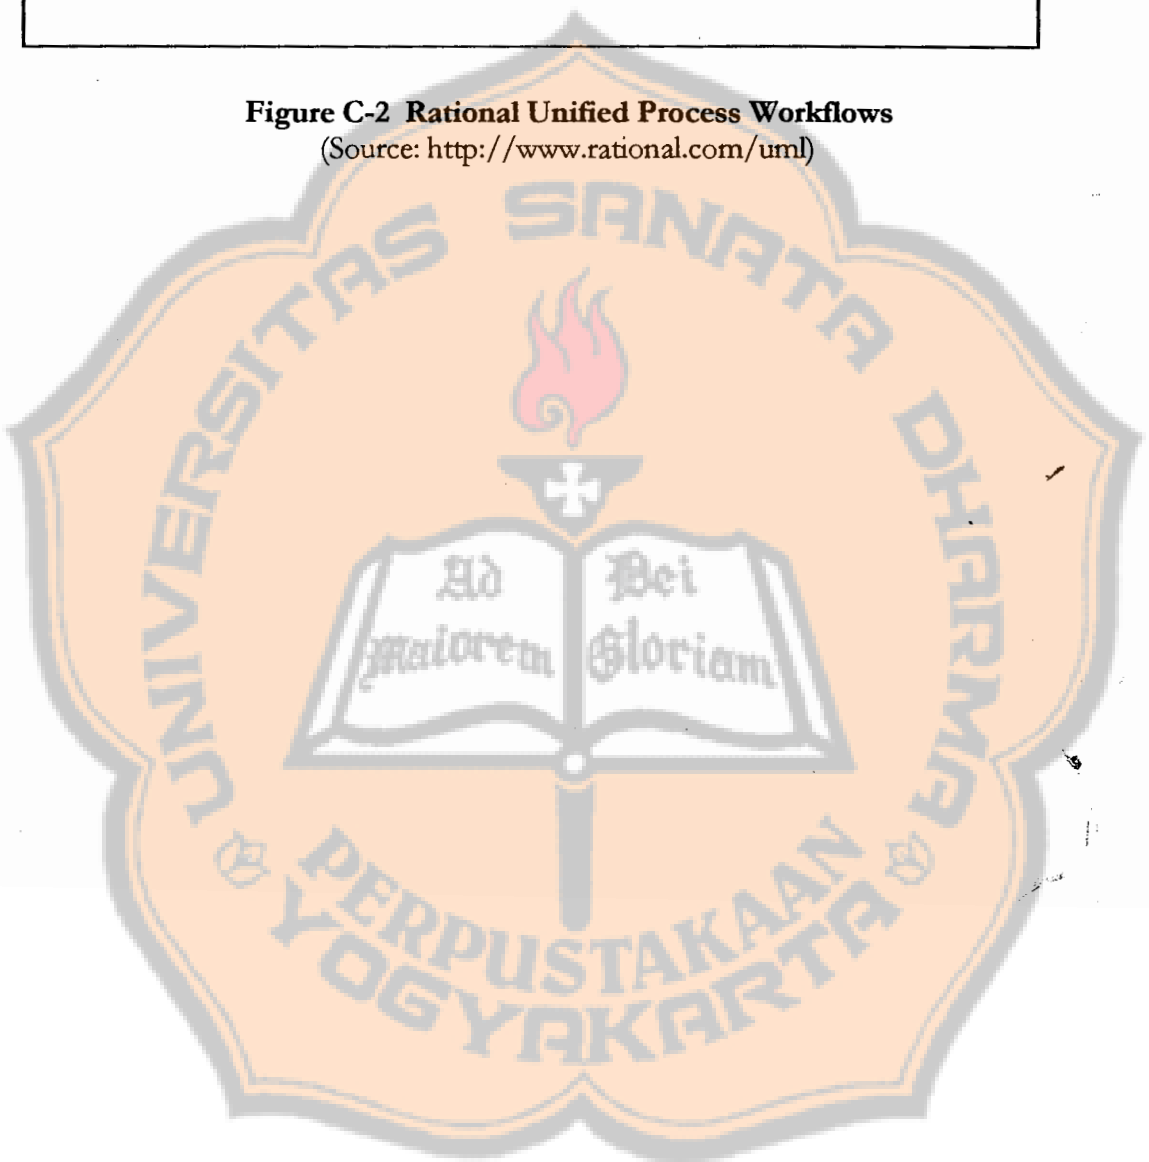 Figure C-2 Rational Unified Process Workflows
(Source: http://www.rational.com/uml)
UNIVERSITAS SANATA DHARMA
Ad
maiorem
Dei
Gloriam
PERPUSTAKAAN
YOGYAKARTA